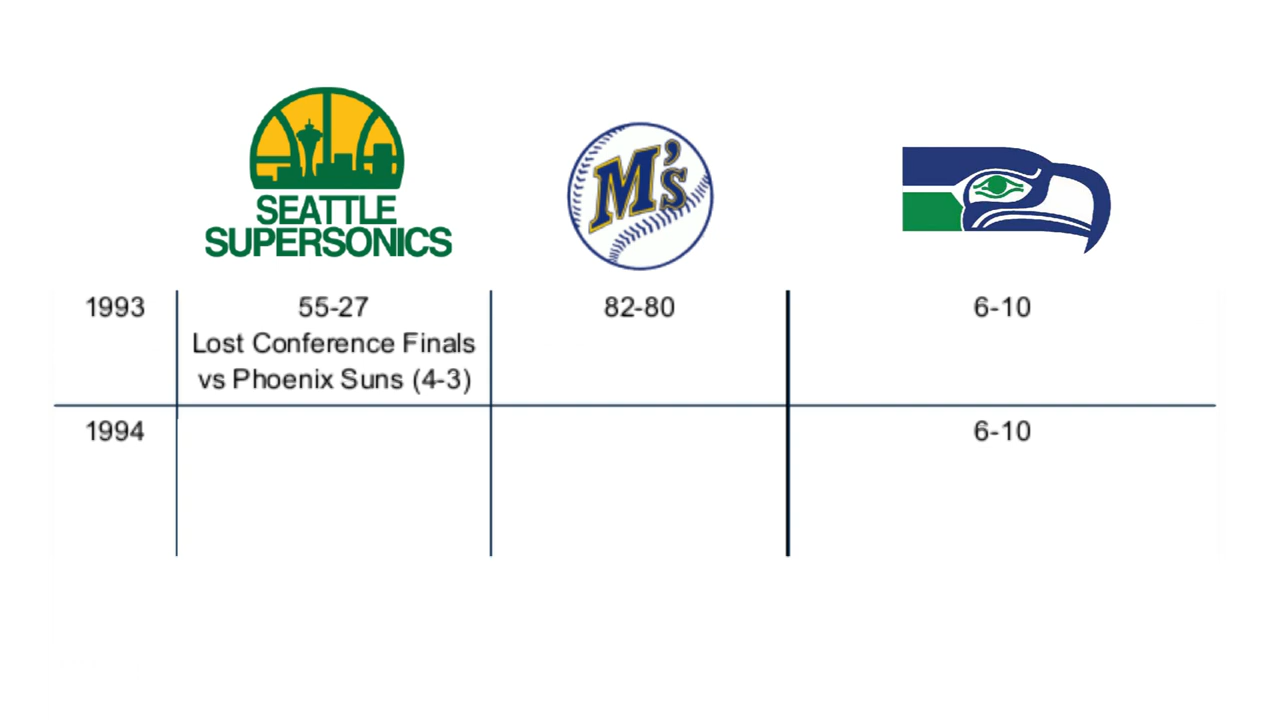 SEATTLE
SUPERSONICS
M's
1993 55-27 82-80 6-10
Lost Conference Finals
vs Phoenix Suns (4-3)
1994 6-10